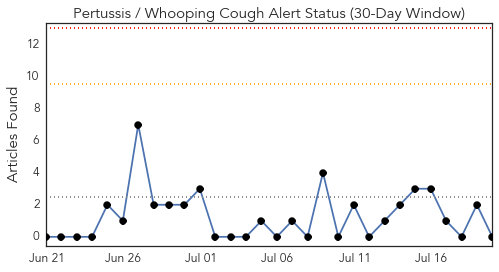 Pertussis / Whooping Cough Alert Status (30-Day Window)
Articles Found
12
10
8
6
4
2
0
Jun 21
Jun 26
Jul 01
Jul 06
Jul 11
Jul 16